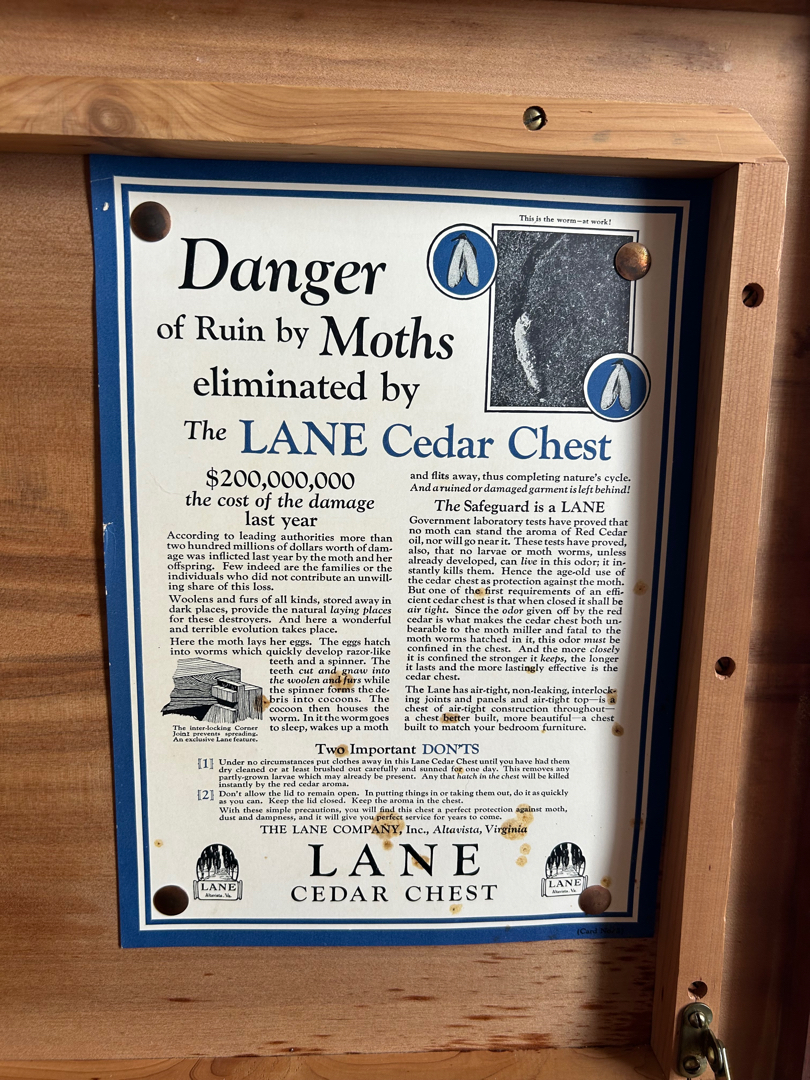 This is the worm—at work!
Danger
of Ruin by Moths
eliminated by
The LANE Cedar Chest
$200,000,000
the cost of the damage
last year
According to leading authorities more than
two hundred millions of dollars worth of dam-
age was inflicted last year by the moth and her
offspring. Few indeed are the families or the
individuals who did not contribute an unwill-
ing share of this loss.
Woolens and furs of all kinds, stored away in
dark places, provide the natural laying places
for these destroyers. And here a wonderful
and terrible evolution takes place.
Here the moth lays her eggs. The eggs hatch
into worms which quickly develop razor-like
teeth and a spinner. The
teeth cut and gnaw into
the woolen and furs while
the spinner forms the de-
bris into cocoons. The
cocoon then houses the
worm. In it the worm goes
to sleep, wakes up a moth
The inter-locking Corner
Joint prevents spreading.
An exclusive Lane feature.
and flits away, thus completing nature's cycle.
And a ruined or damaged garment is left behind!
The Safeguard is a LANE
Government laboratory tests have proved that
no moth can stand the aroma of Red Cedar
oil, nor will go near it. These tests have proved,
also, that no larvae or moth worms, unless
already developed, can live in this odor; it in-
stantly kills them. Hence the age-old use of
the cedar chest as protection against the moth.
But one of the first requirements of an effi-
cient cedar chest is that when closed it shall be
air tight. Since the odor given off by the red
cedar is what makes the cedar chest both un-
bearable to the moth miller and fatal to the
moth worms hatched in it, this odor must be
confined in the chest. And the more closely
it is confined the stronger it keeps, the longer
it lasts and the more lastingly effective is the
cedar chest.
The Lane has air-tight, non-leaking, interlock-
ing joints and panels and air-tight top—is a
chest of air-tight construction throughout—
a chest better built, more beautiful—a chest
built to match your bedroom furniture.
Two Important DON'TS
[1] Under no circumstances put clothes away in this Lane Cedar Chest until you have had them
dry cleaned or at least brushed out carefully and sunned for one day. This removes any
partly-grown larvae which may already be present. Any that hatch in the chest will be killed
instantly by the red cedar aroma.
[2] Don't allow the lid to remain open. In putting things in or taking them out, do it as quickly
as you can. Keep the lid closed. Keep the aroma in the chest.
With these simple precautions, you will find this chest a perfect protection against moth,
dust and dampness, and it will give you perfect service for years to come.
THE LANE COMPANY, Inc., Altavista, Virginia
LANE
Altavista, Va.
LANE
CEDAR CHEST
LANE
Altavista, Va.
(Card